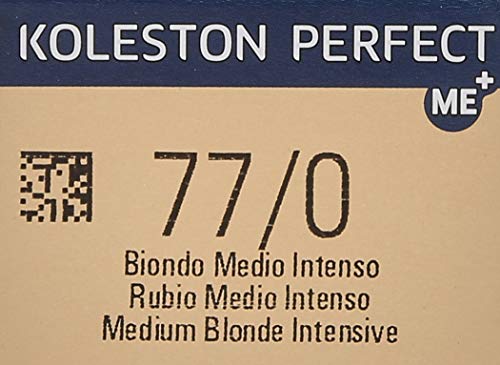 KOLESTON PERFECT
ME+
77/0
Biondo Medio Intenso
Rubio Medio Intenso
Medium Blonde Intensive